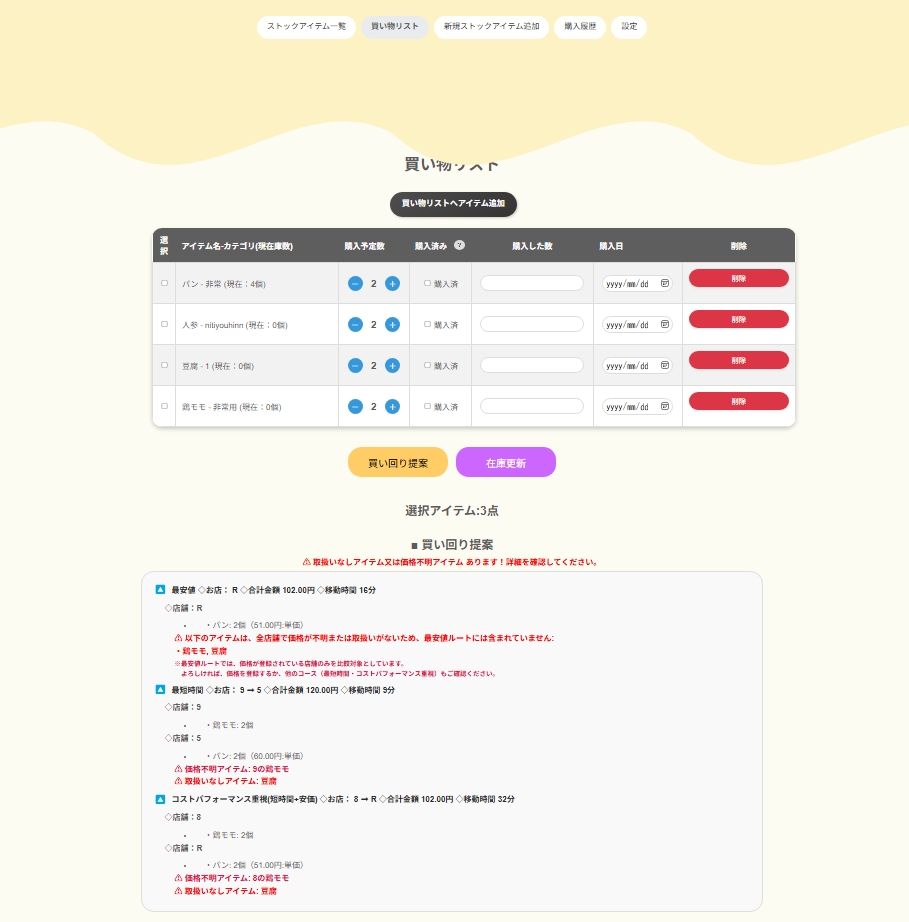 ストックアイテム一覧 買い物リスト 新規ストックアイテム追加 購入履歴 設定
買い物リスト
買い物リストへアイテム追加
選択 アイテム名-カテゴリ(現在庫数) 購入予定数 購入済み ? 購入した数 購入日 削除
パン - 非常 (現在：4個) − 2 + 購入済 yyyy/mm/dd 削除
人参 - nitiyouhinn (現在：0個) − 2 + 購入済 yyyy/mm/dd 削除
豆腐 - 1 (現在：0個) − 2 + 購入済 yyyy/mm/dd 削除
鶏モモ - 非常用 (現在：0個) − 2 + 購入済 yyyy/mm/dd 削除
買い回り提案 在庫更新
選択アイテム:3点
■ 買い回り提案
⚠ 取扱いなしアイテム又は価格不明アイテム あります！詳細を確認してください。
🔼 最安値 ◇お店： R ◇合計金額 102.00円 ◇移動時間 16分
◇店舗：R
• ・パン: 2個（51.00円:単価）
⚠ 以下のアイテムは、全店舗で価格が不明または取扱いがないため、最安値ルートには含まれていません:
・鶏モモ, 豆腐
※最安値ルートでは、価格が登録されている店舗のみを比較対象としています。
よろしければ、価格を登録するか、他のコース（最短時間・コストパフォーマンス重視）もご確認ください。
🔼 最短時間 ◇お店： 9 ➞ 5 ◇合計金額 120.00円 ◇移動時間 9分
◇店舗：9
• ・鶏モモ: 2個
◇店舗：5
• ・パン: 2個（60.00円:単価）
⚠ 価格不明アイテム: 9の鶏モモ
⚠ 取扱いなしアイテム: 豆腐
🔼 コストパフォーマンス重視(短時間+安価) ◇お店： 8 ➞ R ◇合計金額 102.00円 ◇移動時間 32分
◇店舗：8
• ・鶏モモ: 2個
◇店舗：R
• ・パン: 2個（51.00円:単価）
⚠ 価格不明アイテム: 8の鶏モモ
⚠ 取扱いなしアイテム: 豆腐